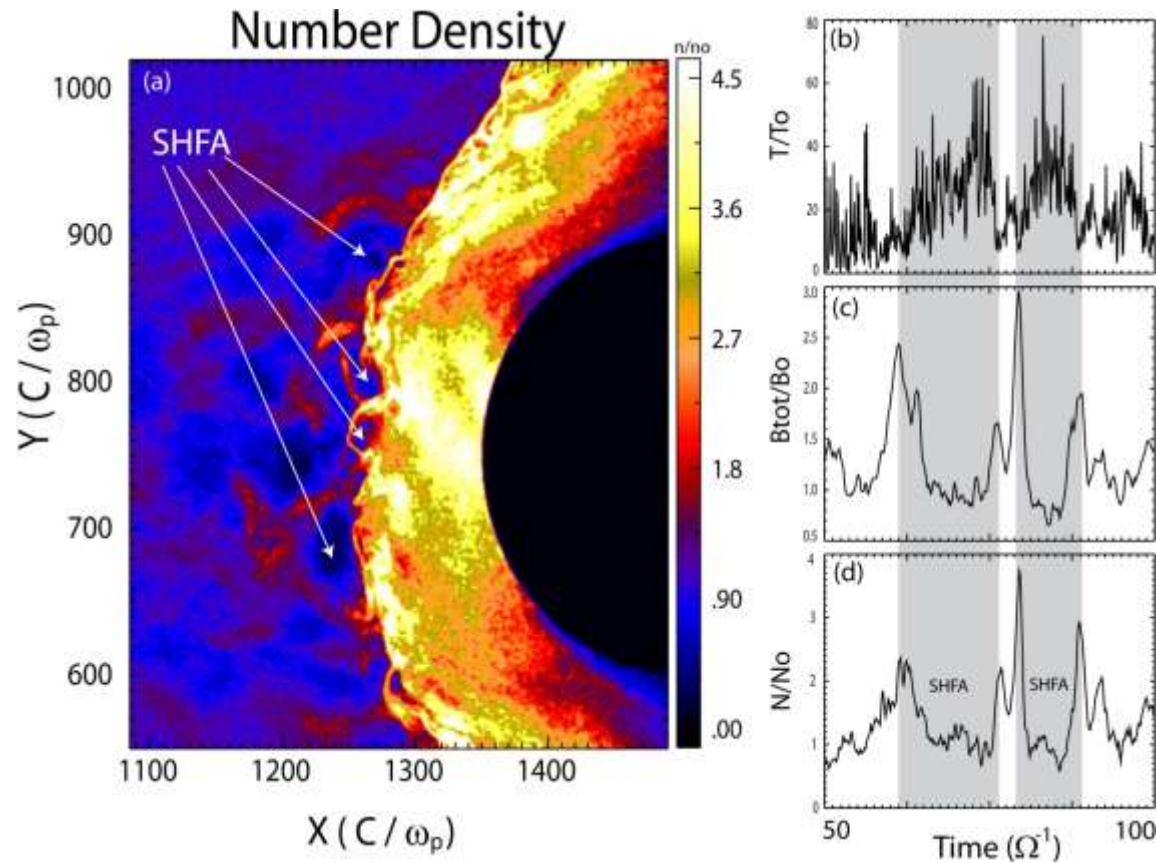 Number Density
n/no
(a)
SHFA
1000
900
800
700
600
Y ( C / ωp )
1100
1200
1300
1400
X ( C / ωp )
4.5
3.6
2.7
1.8
.90
.00
(b)
T/To
80
60
40
20
0
(c)
Btot/Bo
3.0
2.5
2.0
1.5
1.0
0.5
(d)
N/No
4
3
2
1
0
SHFA
SHFA
50
100
Time (Ω⁻¹)